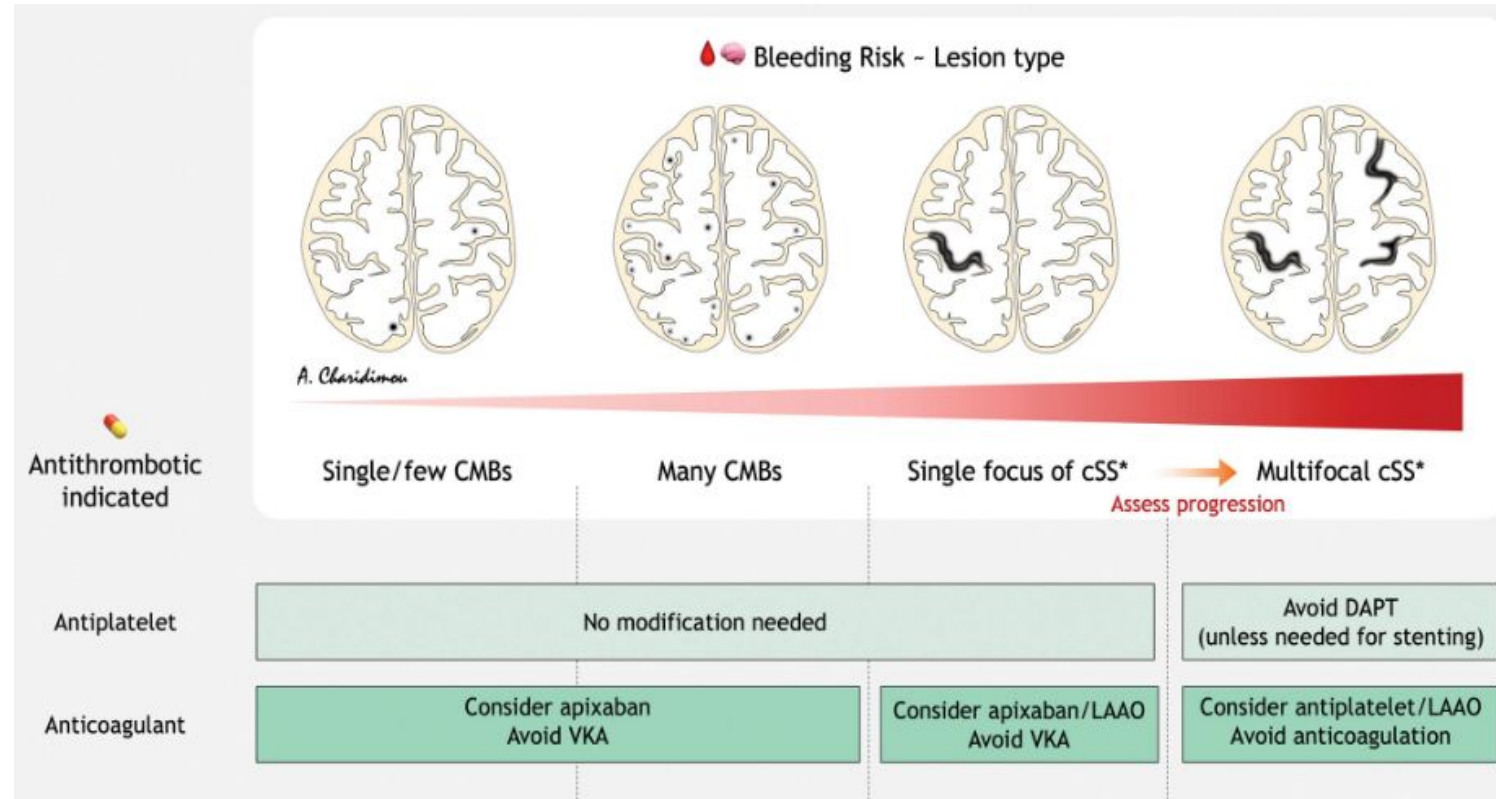 Bleeding Risk ~ Lesion type
A. Charidimou
Antithrombotic
indicated
Single/few CMBs
Many CMBs
Single focus of cSS*
Multifocal cSS*
Assess progression
Antiplatelet
No modification needed
Avoid DAPT
(unless needed for stenting)
Anticoagulant
Consider apixaban
Avoid VKA
Consider apixaban/LAAO
Avoid VKA
Consider antiplatelet/LAAO
Avoid anticoagulation